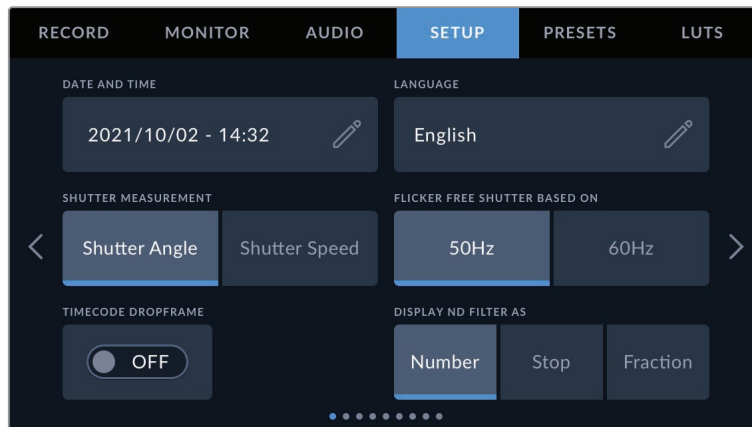 RECORD MONITOR AUDIO SETUP PRESETS LUTS
DATE AND TIME
2021/10/02 - 14:32
LANGUAGE
English
SHUTTER MEASUREMENT
Shutter Angle Shutter Speed
FLICKER FREE SHUTTER BASED ON
50Hz 60Hz
TIMECODE DROPFRAME
OFF
DISPLAY ND FILTER AS
Number Stop Fraction